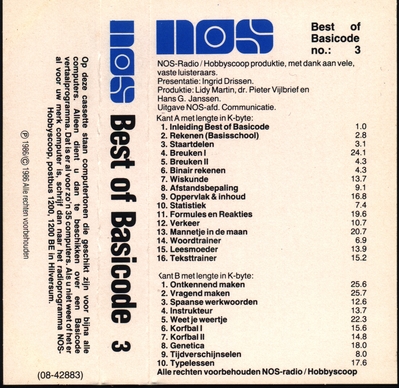 Op deze cassette staan computertonen die geschikt zijn voor bijna alle
computers. Alleen dient u dan te beschikken over een Basicode
vertaalprogramma. Dat is er al voor zo'n 35 computers. Als u niet weet of het er
al voor uw merk computer is, schrijf dan naar het radioprogramma NOS-
Hobbyscoop, postbus 1200, 1200 BE in Hilversum.
℗ 1986 © 1986 Alle rechten voorbehouden
(08-42883)
nos Best of Basicode 3
nos
Best of
Basicode
no.: 3
NOS-Radio / Hobbyscoop produktie, met dank aan vele,
vaste luisteraars.
Presentatie: Ingrid Drissen.
Produktie: Lidy Martin, dr. Pieter Vijlbrief en
Hans G. Janssen.
Uitgave NOS-afd. Communicatie.
Kant A met lengte in K-byte:
1. Inleiding Best of Basicode 1.0
2. Rekenen (Basisschool) 2.8
3. Staartdelen 3.1
4. Breuken I 24.1
5. Breuken II 4.3
6. Binair rekenen 4.3
7. Wiskunde 13.7
8. Afstandsbepaling 9.1
9. Oppervlak & inhoud 16.8
10. Statistiek 7.4
11. Formules en Reakties 19.6
12. Verkeer 10.7
13. Mannetje in de maan 20.7
14. Woordtrainer 6.9
15. Leesmoeder 13.9
16. Teksttrainer 15.2
Kant B met lengte in K-byte:
1. Ontkennend maken 25.6
2. Vragend maken 25.7
3. Spaanse werkwoorden 12.6
4. Instrukteur 13.7
5. Weet je weertje 22.3
6. Korfbal I 15.6
7. Korfbal II 14.8
8. Genetica 18.0
9. Tijdverschijnselen 8.0
10. Typelessen 17.6
Alle rechten voorbehouden NOS-radio / Hobbyscoop